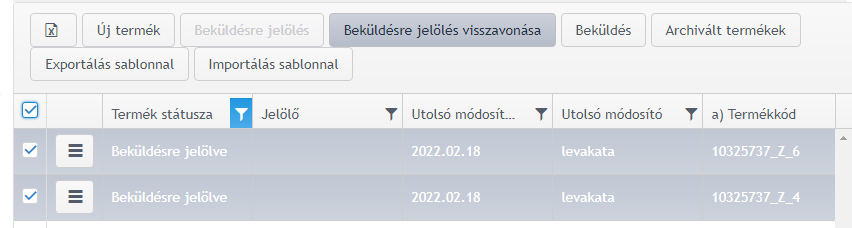 Új termék Beküldésre jelölés Beküldésre jelölés visszavonása Beküldés Archivált termékek
Exportálás sablonnal Importálás sablonnal
Termék státusza Jelölő Utolsó módosít... Utolsó módosító a) Termékkód
Beküldésre jelölve 2022.02.18 levakata 10325737_Z_6
Beküldésre jelölve 2022.02.18 levakata 10325737_Z_4